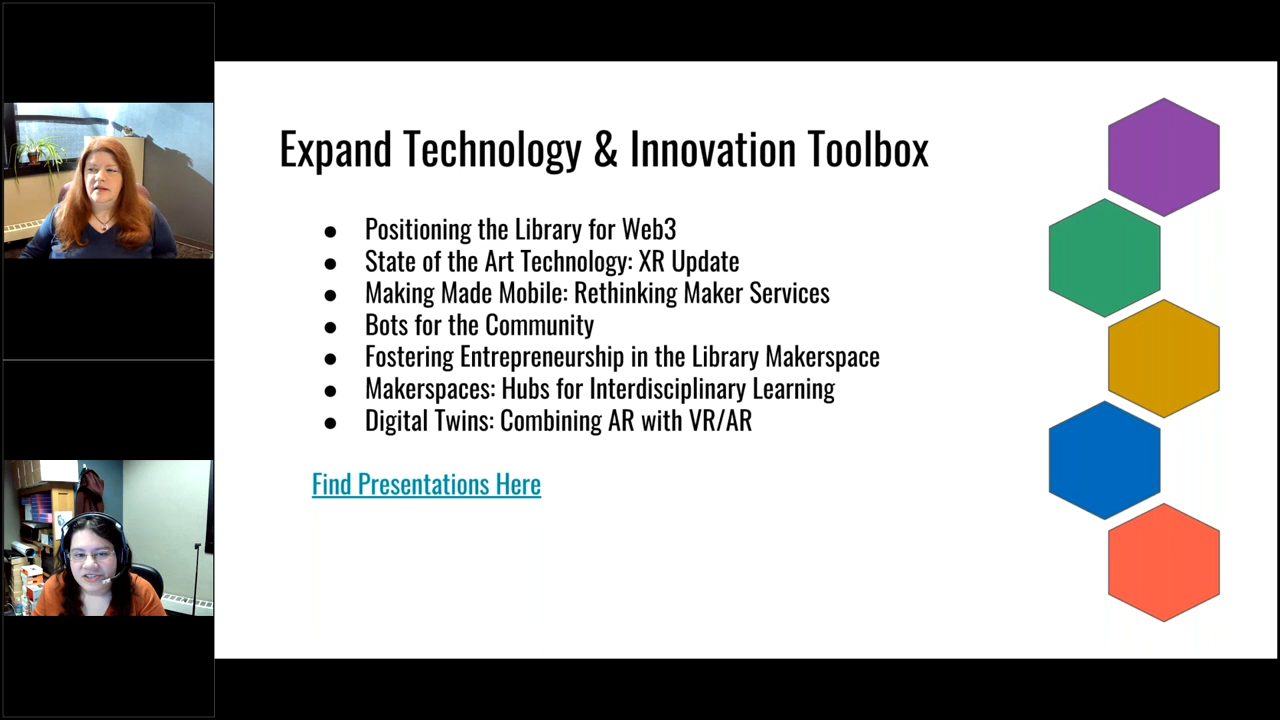 Expand Technology & Innovation Toolbox
● Positioning the Library for Web3
● State of the Art Technology: XR Update
● Making Made Mobile: Rethinking Maker Services
● Bots for the Community
● Fostering Entrepreneurship in the Library Makerspace
● Makerspaces: Hubs for Interdisciplinary Learning
● Digital Twins: Combining AR with VR/AR
Find Presentations Here